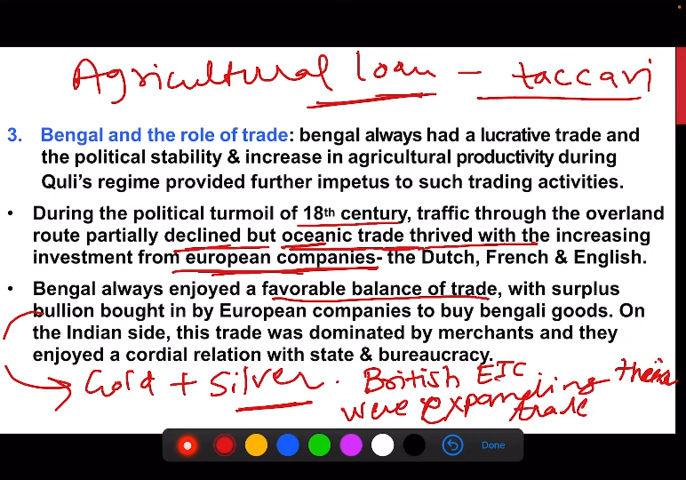 Agricultural loan - taccavi
3. Bengal and the role of trade: bengal always had a lucrative trade and
the political stability & increase in agricultural productivity during
Quli's regime provided further impetus to such trading activities.
• During the political turmoil of 18th century, traffic through the overland
route partially declined but oceanic trade thrived with the increasing
investment from european companies- the Dutch, French & English.
• Bengal always enjoyed a favorable balance of trade, with surplus
bullion bought in by European companies to buy bengali goods. On
the Indian side, this trade was dominated by merchants and they
enjoyed a cordial relation with state & bureaucracy.
Gold + Silver. British EIC
were expanding their
trade
Done